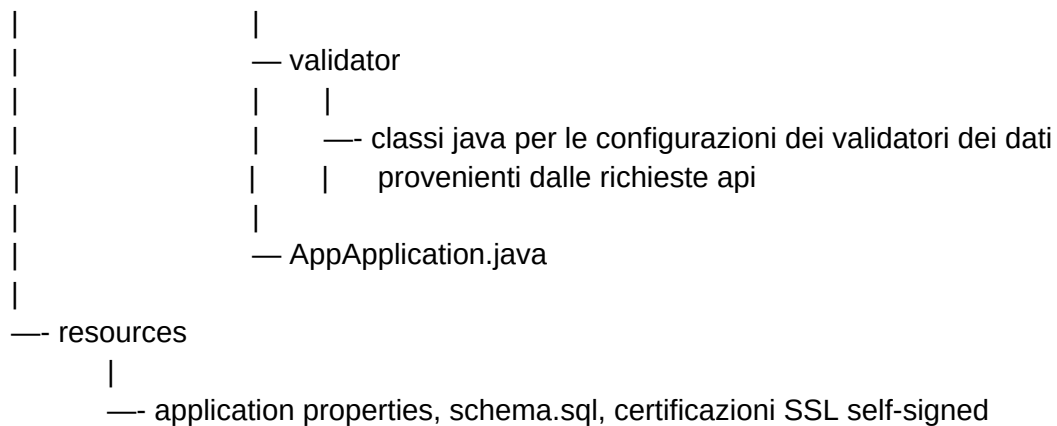 |                    |
|                    — validator
|                    |     |
|                    |     —- classi java per le configurazioni dei validatori dei dati
|                    |     |    provenienti dalle richieste api
|                    |
|                    — AppApplication.java
|
—- resources
        |
        —- application properties, schema.sql, certificazioni SSL self-signed